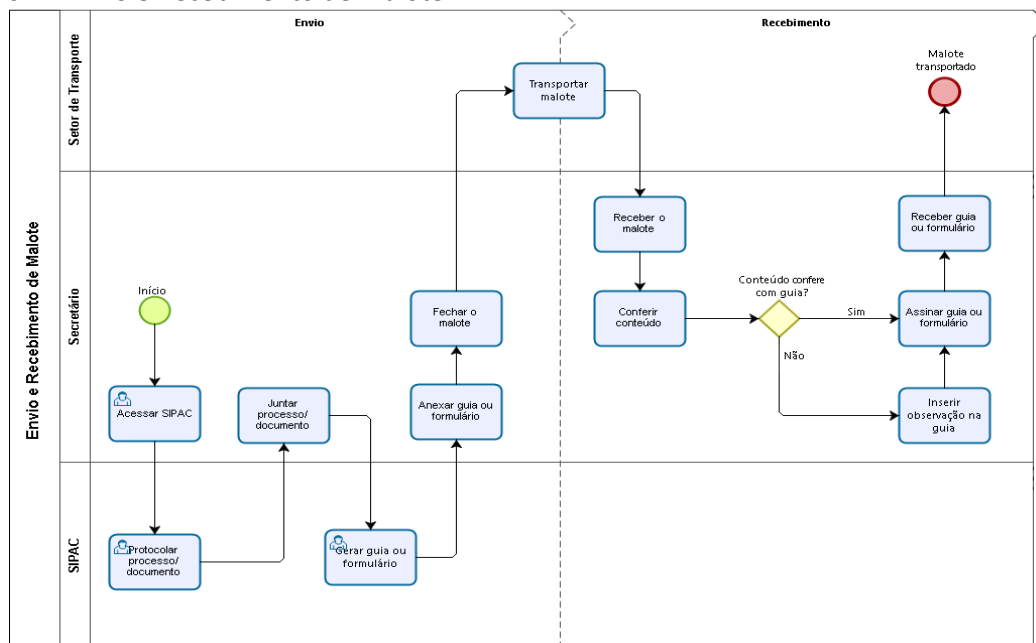 Envio
Recebimento
Envio e Recebimento de Malote
Setor de Transporte
Secretário
SIPAC
Início
Acessar SIPAC
Protocolar
processo/
documento
Juntar
processo/
documento
Gerar guia ou
formulário
Anexar guia ou
formulário
Fechar o
malote
Transportar
malote
Receber o
malote
Conferir
conteúdo
Conteúdo confere
com guia?
Sim
Não
Inserir
observação na
guia
Assinar guia ou
formulário
Receber guia
ou formulário
Malote
transportado